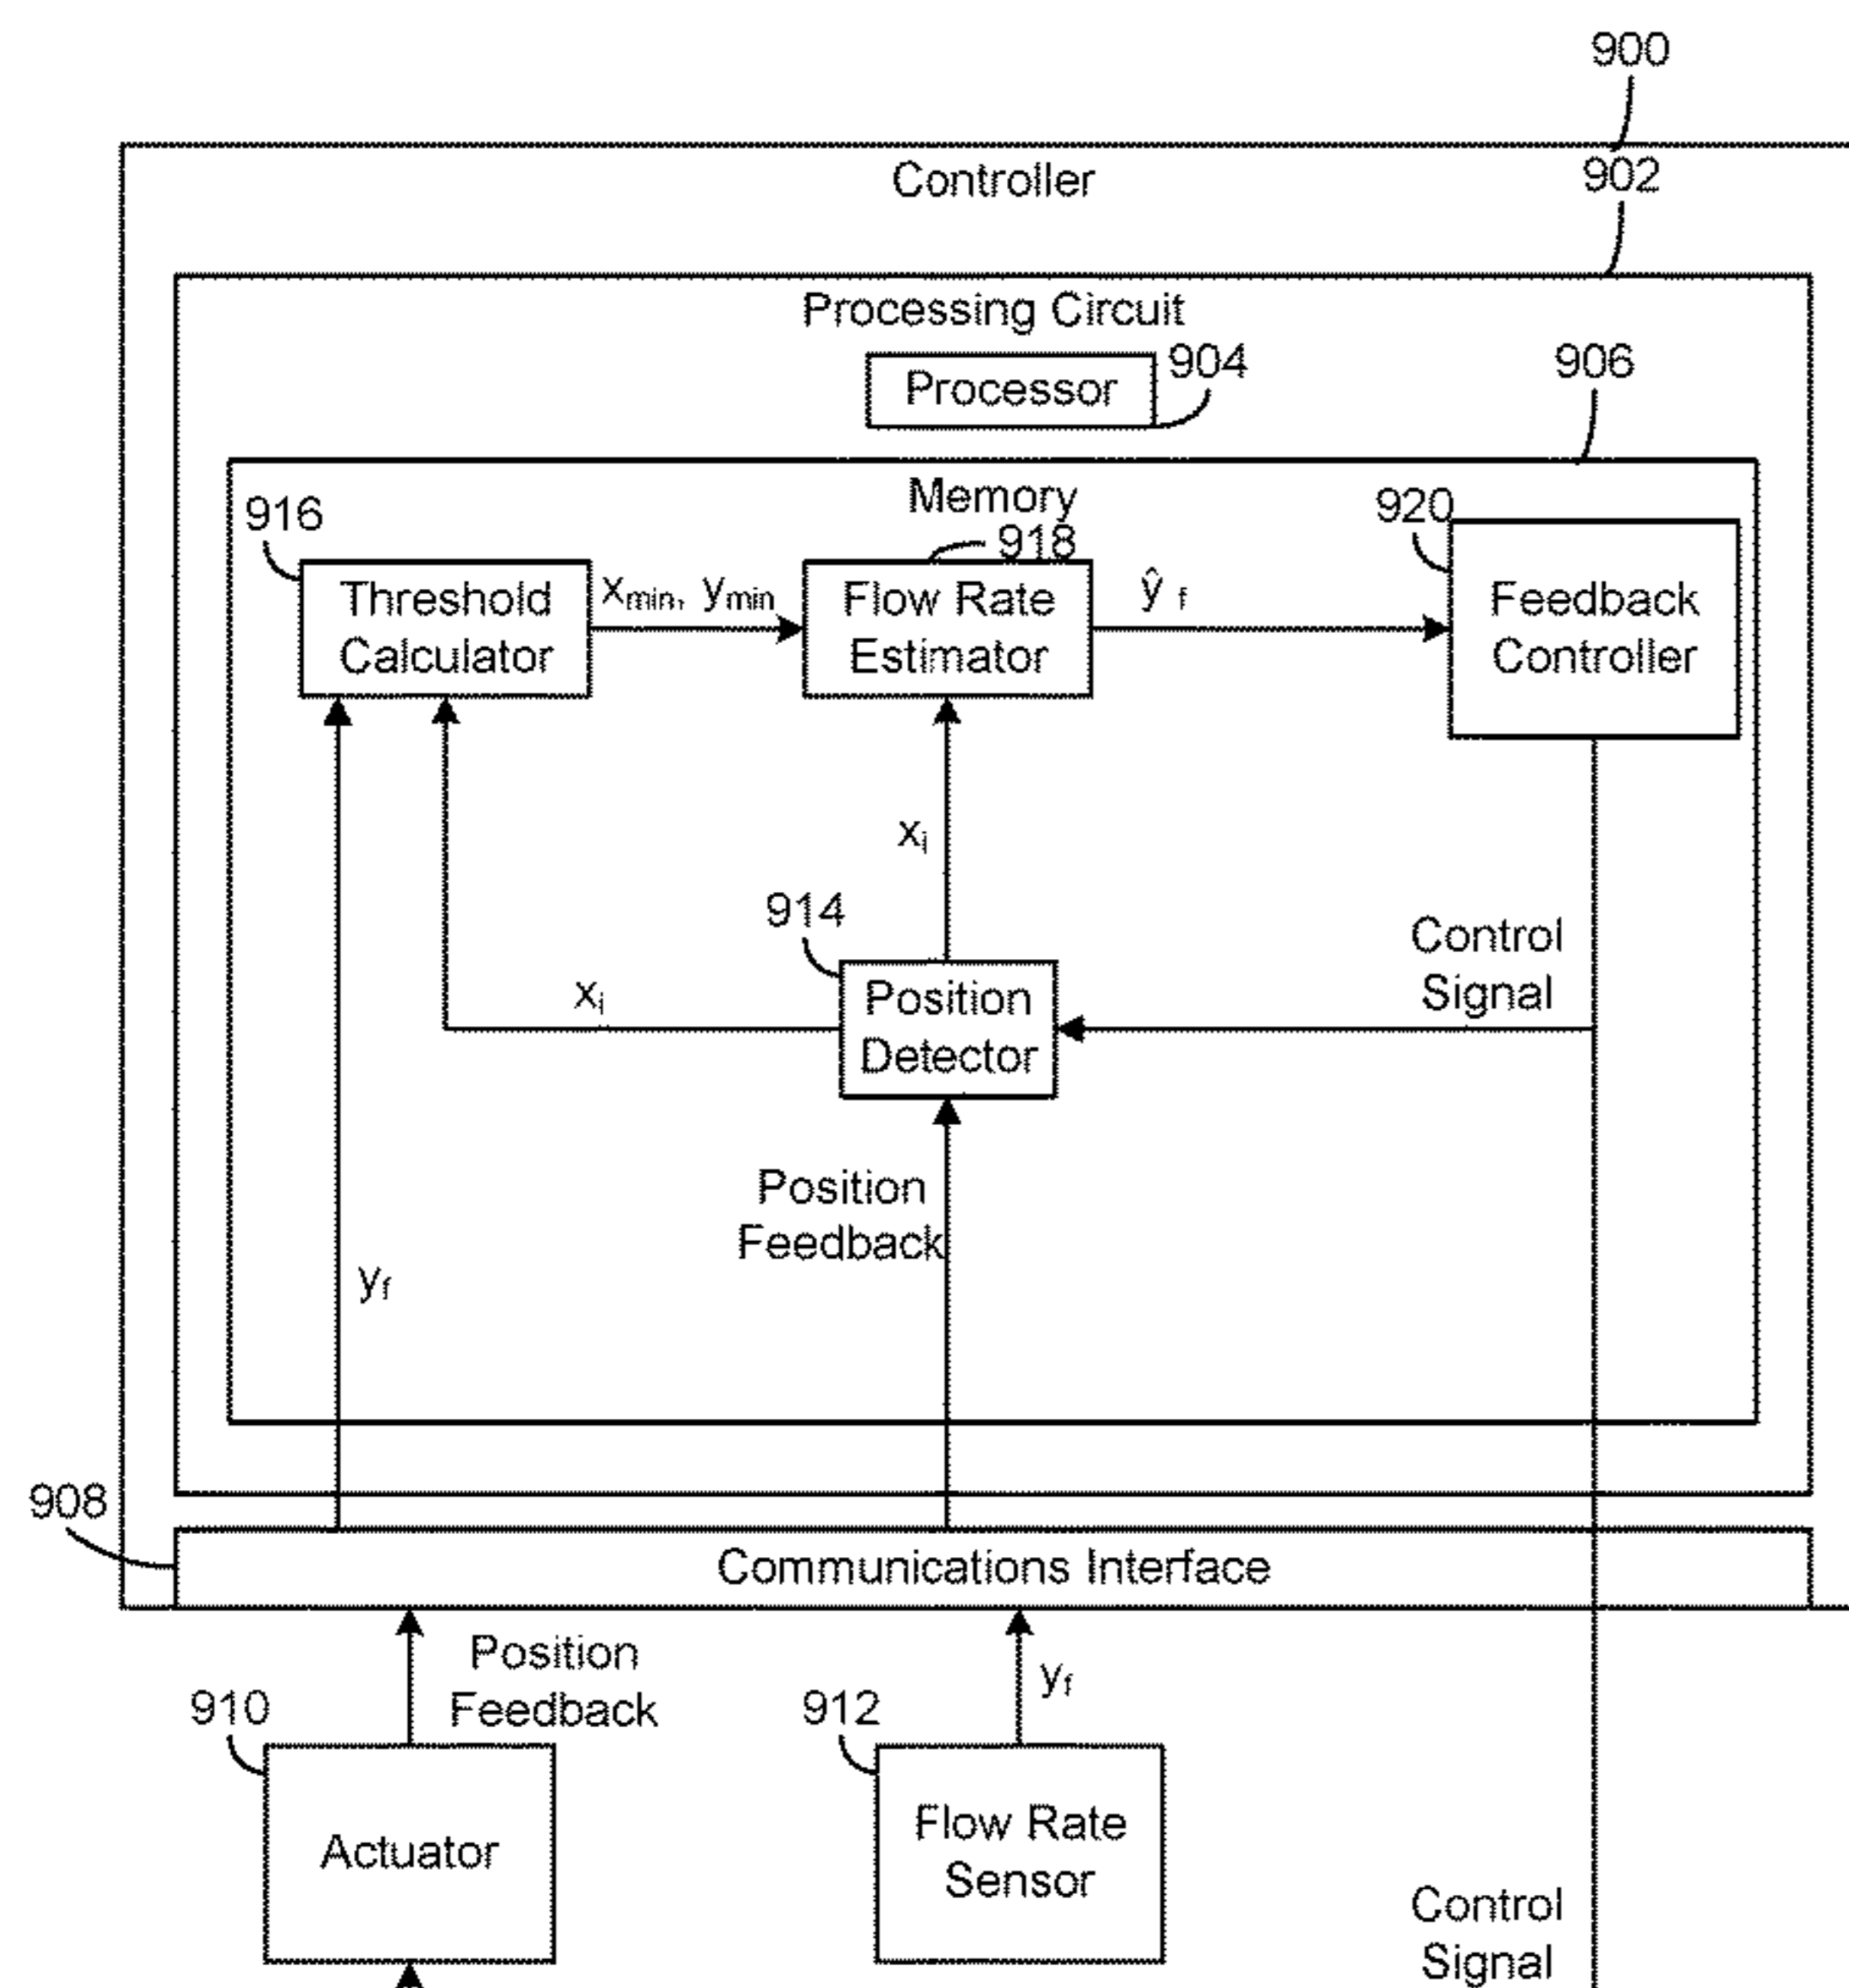 900
Controller
902
Processing Circuit
Processor
904
906
Memory
916
918
920
Threshold
Calculator
xmin, ymin
Flow Rate
Estimator
ŷ f
Feedback
Controller
xi
914
Control
Signal
xi
Position
Detector
Position
Feedback
yf
908
Communications Interface
Position
Feedback
yf
910
912
Actuator
Flow Rate
Sensor
Control
Signal